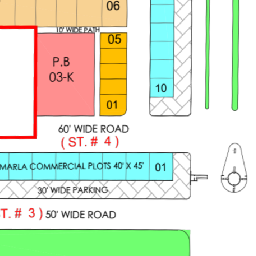 06
10' WIDE PATH
05
P.B
03-K
10
01
60' WIDE ROAD
( ST. # 4 )
MARLA COMMERCIAL PLOTS 40' X 45' 01
30' WIDE PARKING
T. # 3 ) 50' WIDE ROAD